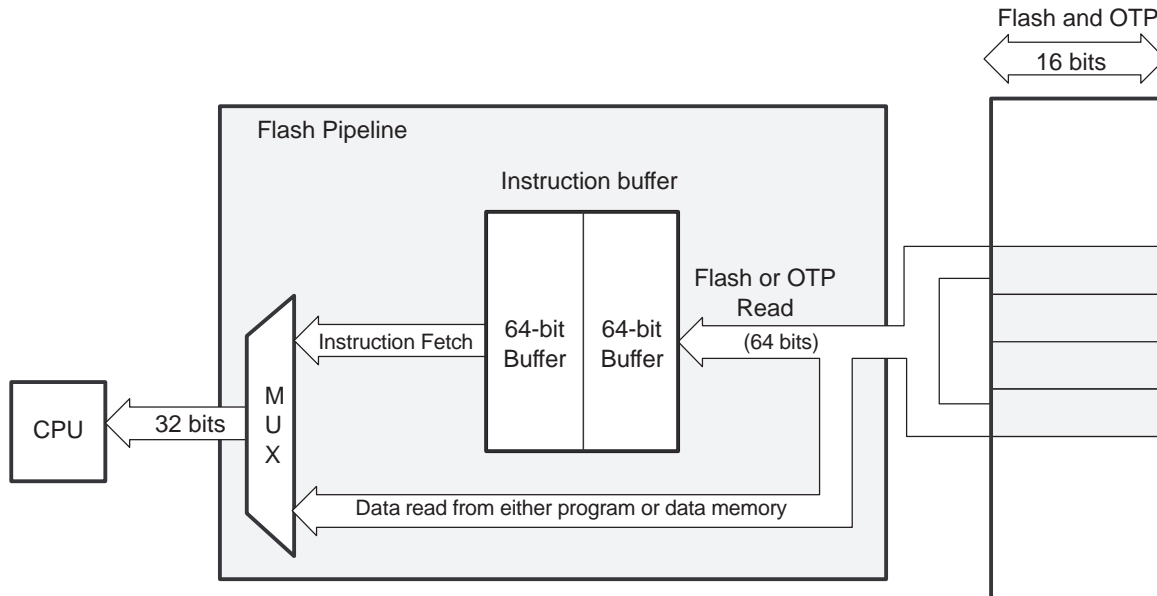 Flash and OTP
16 bits
Flash Pipeline
Instruction buffer
Flash or OTP
Read
(64 bits)
64-bit
Buffer
64-bit
Buffer
Instruction Fetch
M
U
X
32 bits
CPU
Data read from either program or data memory